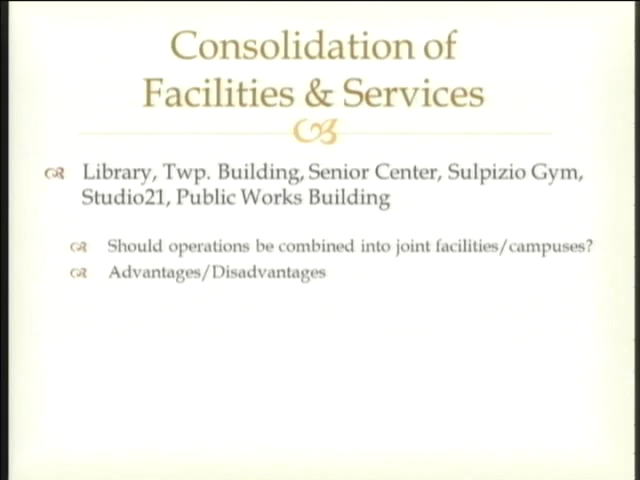 Consolidation of
Facilities & Services
Library, Twp. Building, Senior Center, Sulpizio Gym,
Studio21, Public Works Building
Should operations be combined into joint facilities/campuses?
Advantages/Disadvantages